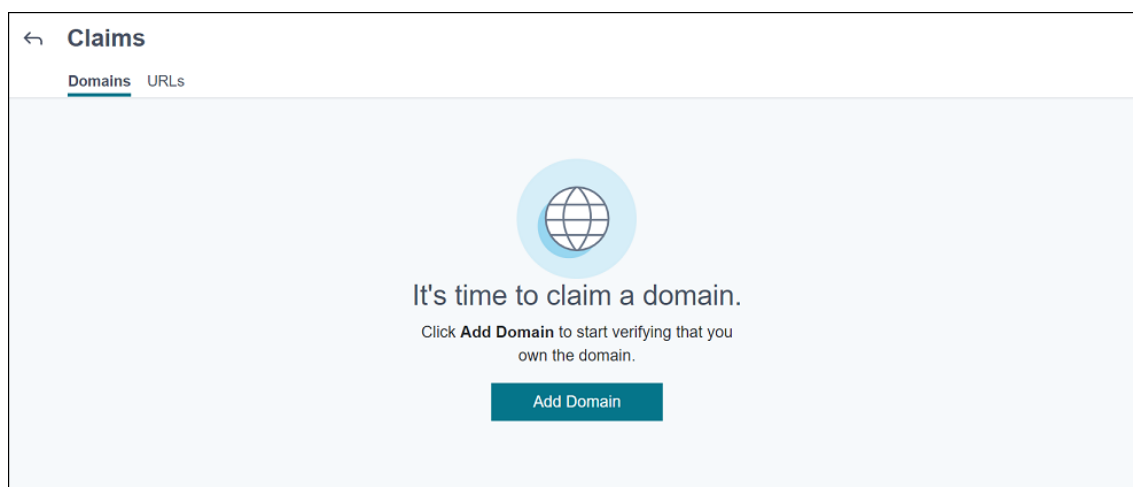 Claims
Domains URLs
It's time to claim a domain.
Click Add Domain to start verifying that you
own the domain.
Add Domain